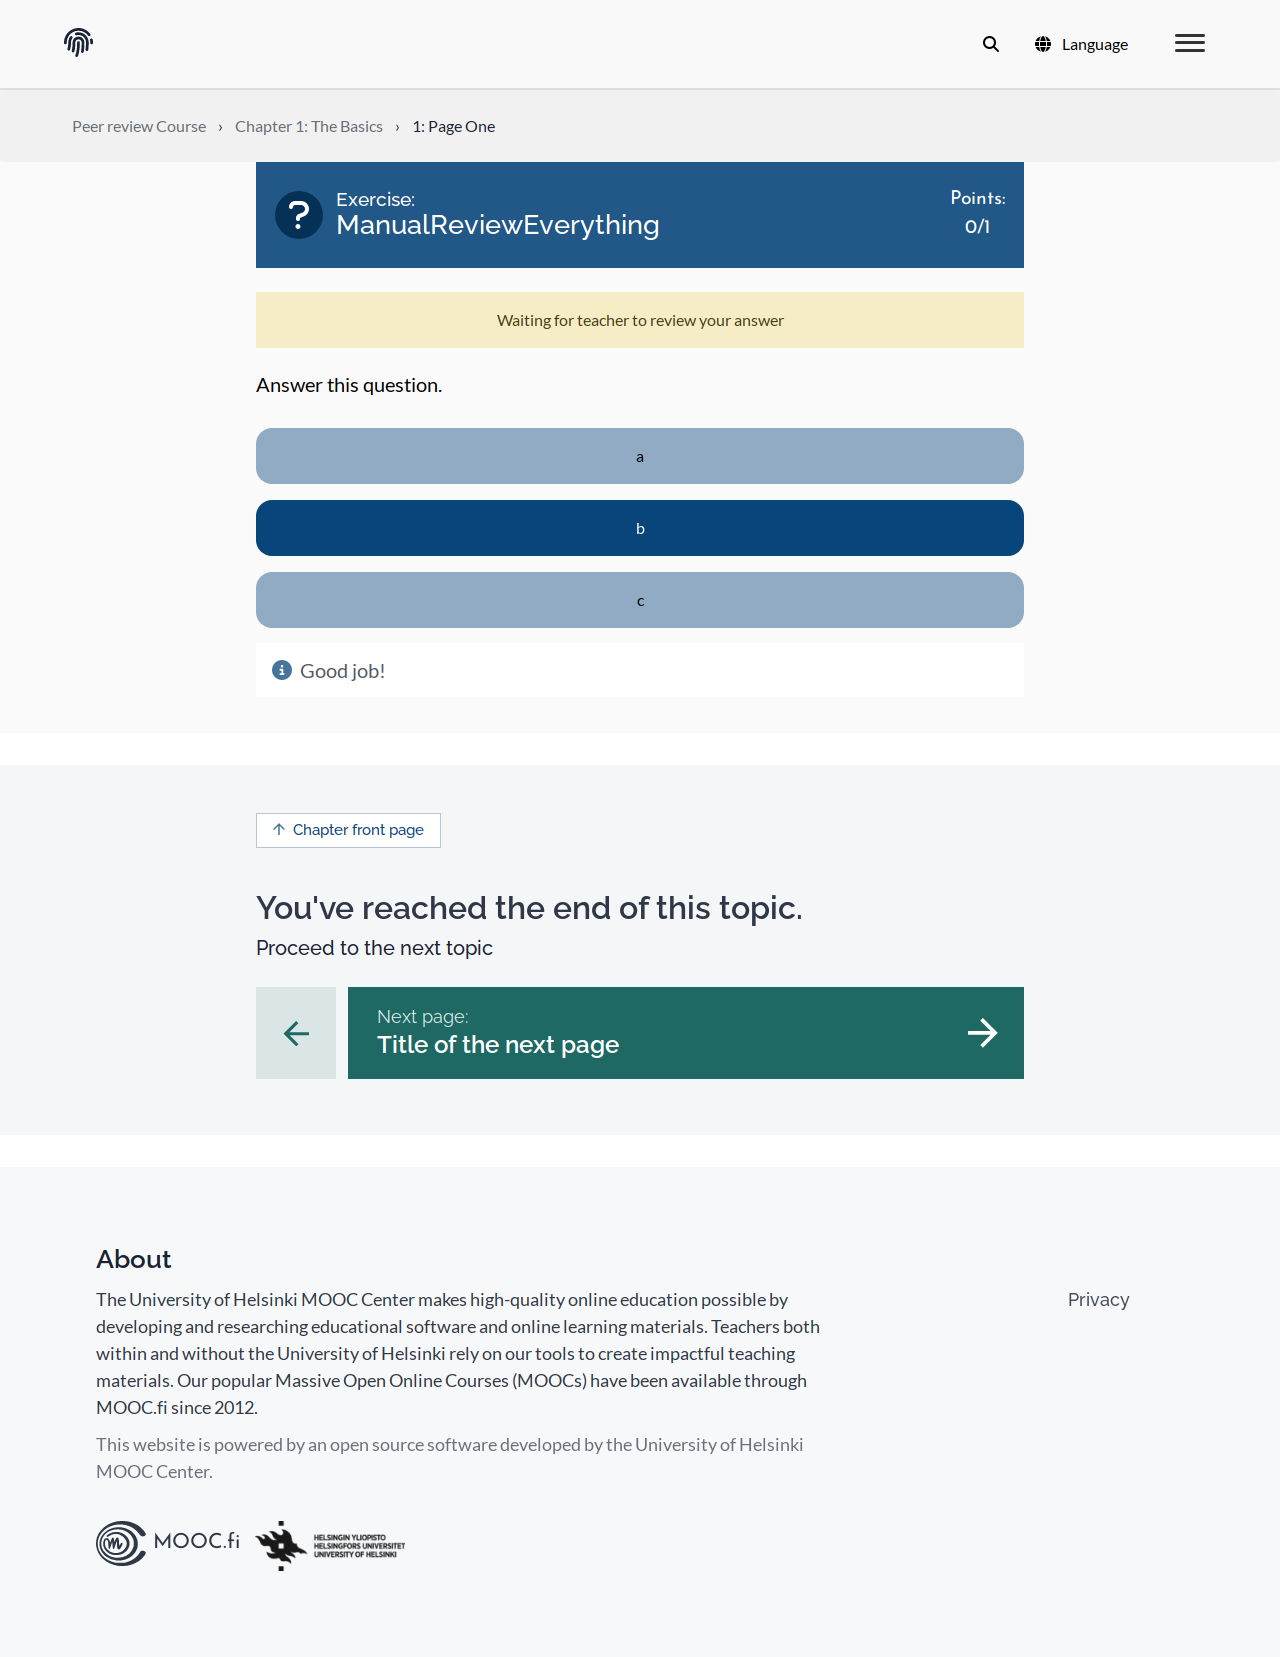 Language
Peer review Course › Chapter 1: The Basics › 1: Page One
Exercise:
ManualReviewEverything
Points:
0/1
Waiting for teacher to review your answer
Answer this question.
a
b
c
Good job!
Chapter front page
You've reached the end of this topic.
Proceed to the next topic
Next page:
Title of the next page
About
The University of Helsinki MOOC Center makes high-quality online education possible by
developing and researching educational software and online learning materials. Teachers both
within and without the University of Helsinki rely on our tools to create impactful teaching
materials. Our popular Massive Open Online Courses (MOOCs) have been available through
MOOC.fi since 2012.
This website is powered by an open source software developed by the University of Helsinki
MOOC Center.
Privacy
MOOC.fi
HELSINGIN YLIOPISTO
HELSINGFORS UNIVERSITET
UNIVERSITY OF HELSINKI